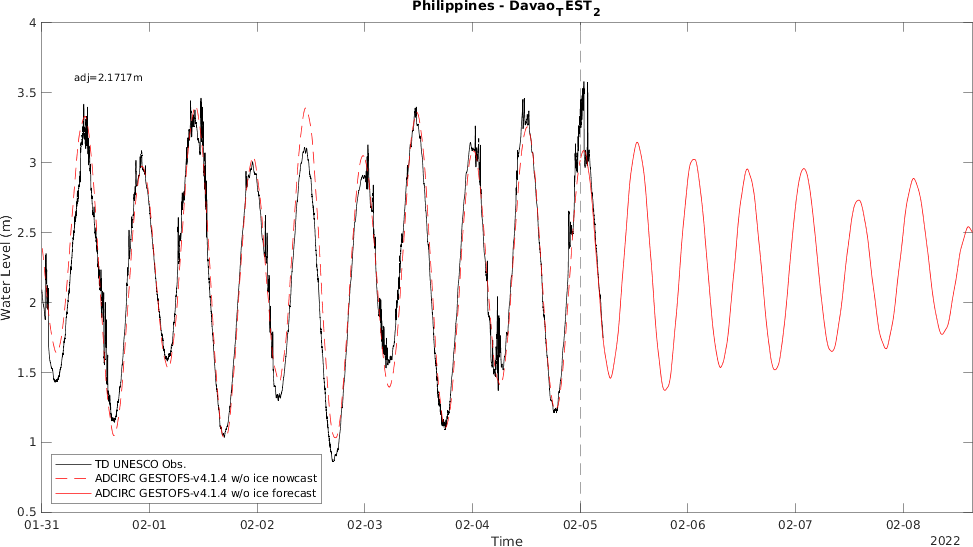 Philippines - Davao_TEST_2
adj=2.1717m
4
3.5
3
2.5
2
1.5
1
0.5
Water Level (m)
TD UNESCO Obs.
ADCIRC GESTOFS-v4.1.4 w/o ice nowcast
ADCIRC GESTOFS-v4.1.4 w/o ice forecast
01-31 02-01 02-02 02-03 02-04 02-05 02-06 02-07 02-08
Time
2022